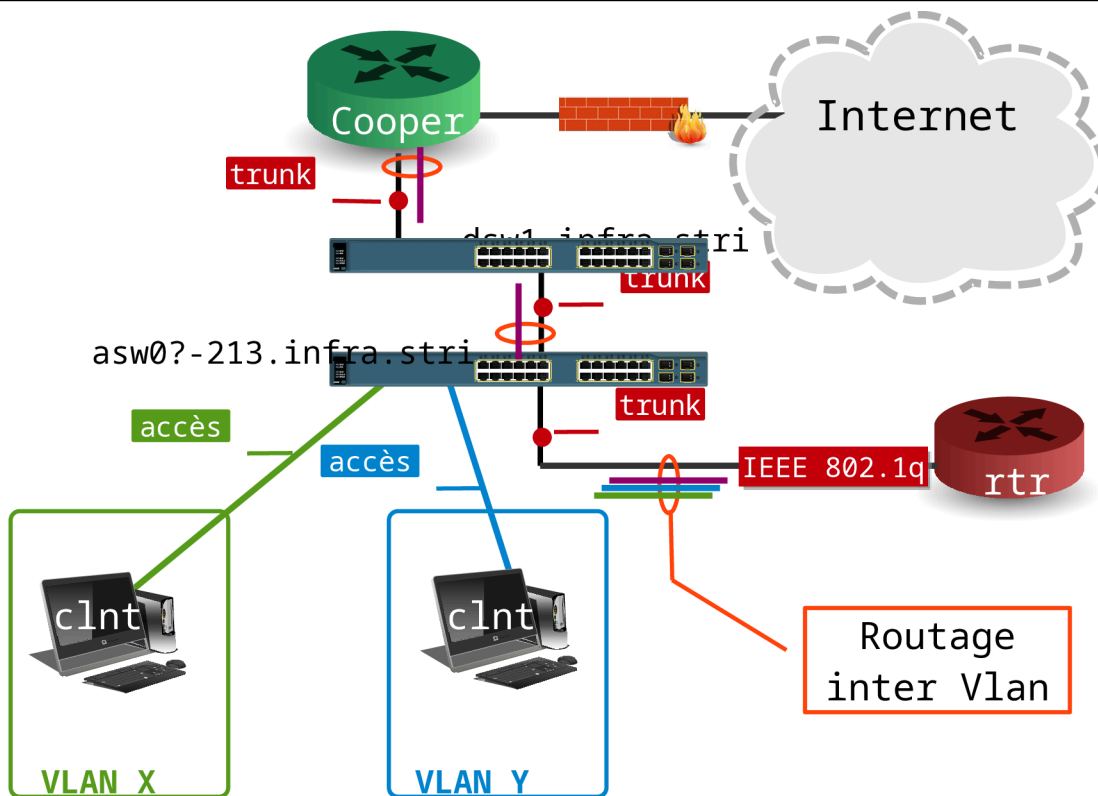 Cooper
Internet
trunk
dsw1.infra.stri
trunk
asw0?-213.infra.stri
trunk
accès
accès
IEEE 802.1q
rtr
clnt
clnt
Routage
inter Vlan
VLAN X
VLAN Y